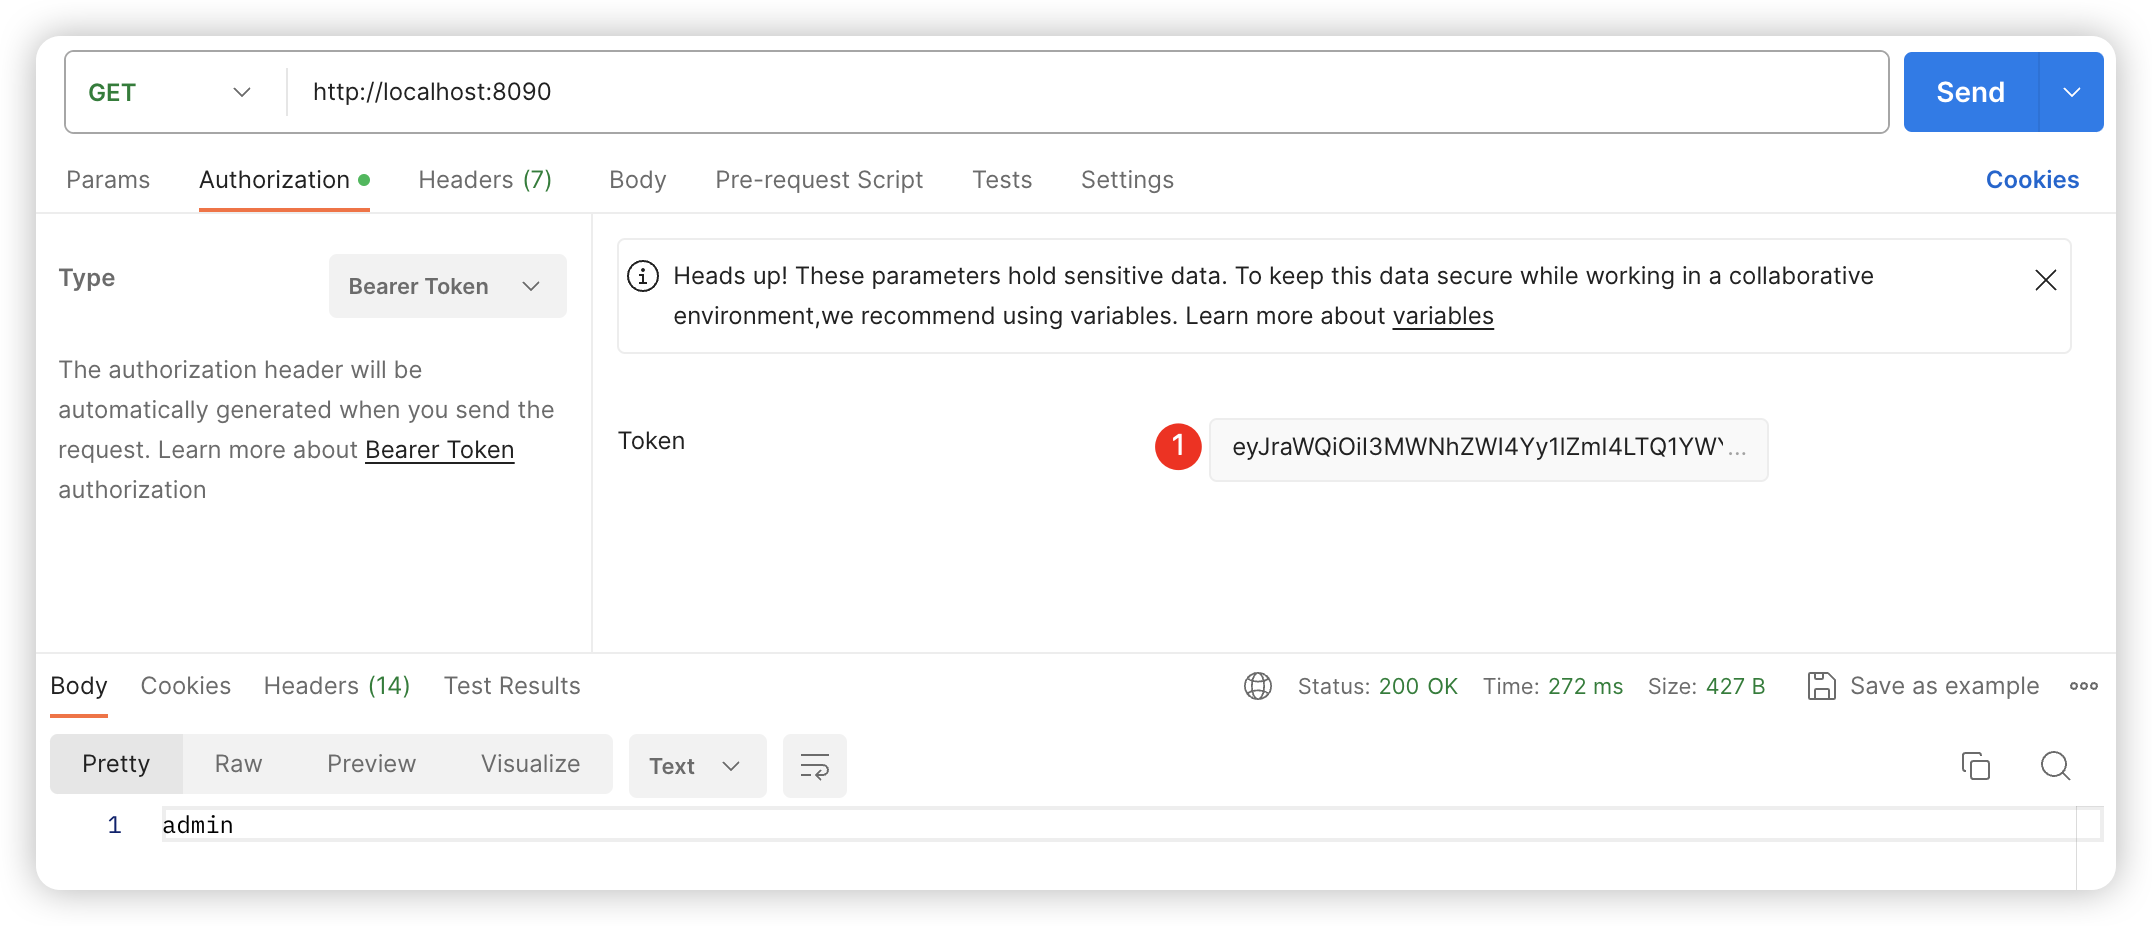 GET http://localhost:8090 Send
Params Authorization Headers (7) Body Pre-request Script Tests Settings Cookies
Type Bearer Token
The authorization header will be
automatically generated when you send the
request. Learn more about Bearer Token
authorization
Heads up! These parameters hold sensitive data. To keep this data secure while working in a collaborative
environment,we recommend using variables. Learn more about variables
Token 1 eyJraWQiOiI3MWNhZWI4Yy1lZmI4LTQ1YWY...
Body Cookies Headers (14) Test Results Status: 200 OK Time: 272 ms Size: 427 B Save as example
Pretty Raw Preview Visualize Text
1 admin